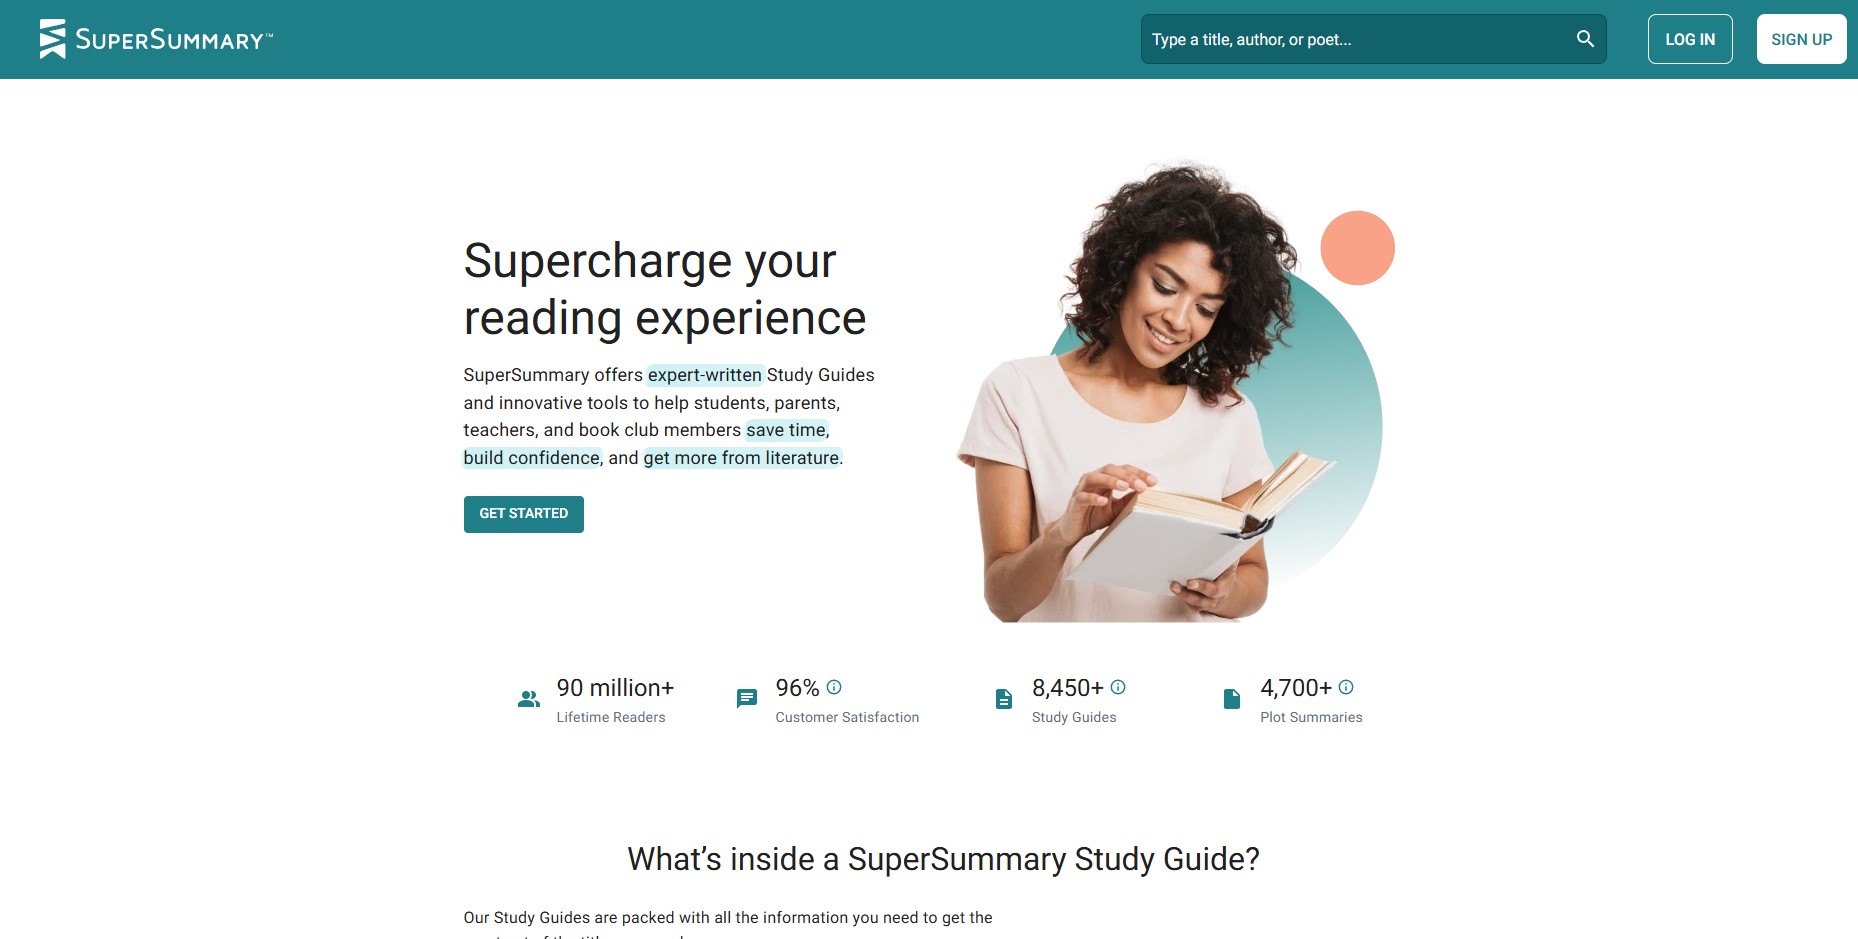 SUPERSUMMARY™
Type a title, author, or poet...
LOG IN
SIGN UP
Supercharge your
reading experience
SuperSummary offers expert-written Study Guides
and innovative tools to help students, parents,
teachers, and book club members save time,
build confidence, and get more from literature.
GET STARTED
90 million+
Lifetime Readers
96%
Customer Satisfaction
8,450+
Study Guides
4,700+
Plot Summaries
What’s inside a SuperSummary Study Guide?
Our Study Guides are packed with all the information you need to get the